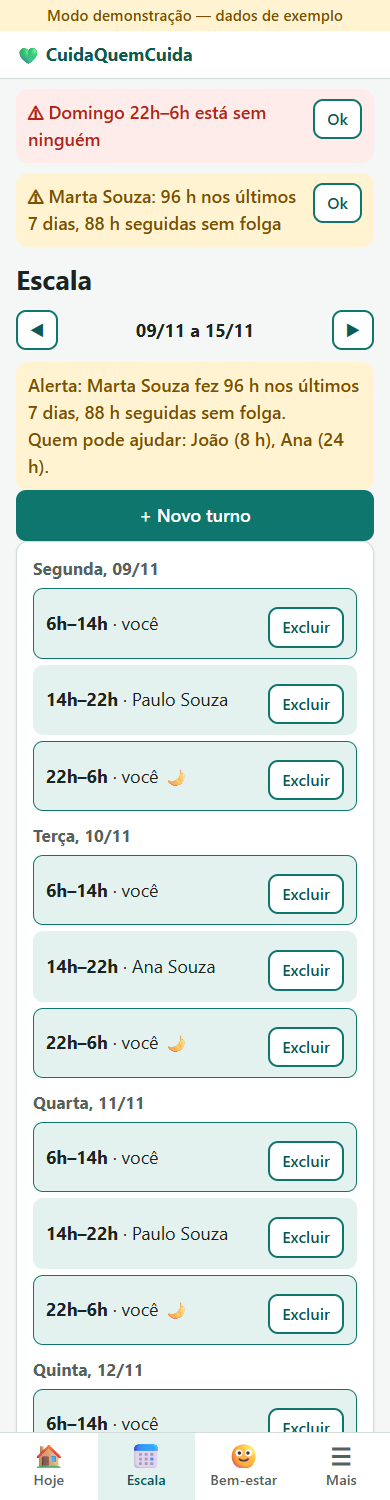 Modo demonstração — dados de exemplo
💚 CuidaQuemCuida
⚠ Domingo 22h–6h está sem
ninguém
Ok
⚠ Marta Souza: 96 h nos últimos
7 dias, 88 h seguidas sem folga
Ok
Escala
◀ 09/11 a 15/11 ▶
Alerta: Marta Souza fez 96 h nos últimos
7 dias, 88 h seguidas sem folga.
Quem pode ajudar: João (8 h), Ana (24
h).
+ Novo turno
Segunda, 09/11
6h–14h · você Excluir
14h–22h · Paulo Souza Excluir
22h–6h · você 🌙 Excluir
Terça, 10/11
6h–14h · você Excluir
14h–22h · Ana Souza Excluir
22h–6h · você 🌙 Excluir
Quarta, 11/11
6h–14h · você Excluir
14h–22h · Paulo Souza Excluir
22h–6h · você 🌙 Excluir
Quinta, 12/11
6h–14h · você Excluir
Hoje Escala Bem-estar Mais